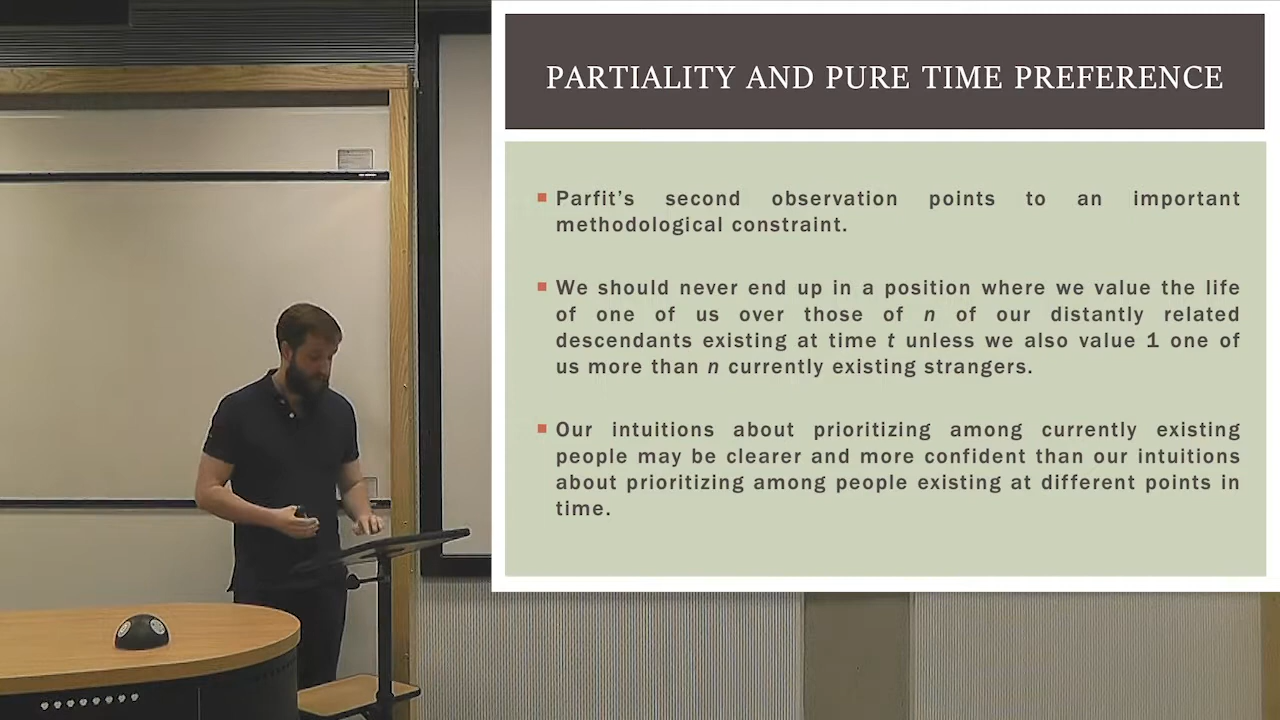 PARTIALITY AND PURE TIME PREFERENCE
Parfit's second observation points to an important
methodological constraint.
We should never end up in a position where we value the life
of one of us over those of n of our distantly related
descendants existing at time t unless we also value 1 one of
us more than n currently existing strangers.
Our intuitions about prioritizing among currently existing
people may be clearer and more confident than our intuitions
about prioritizing among people existing at different points in
time.